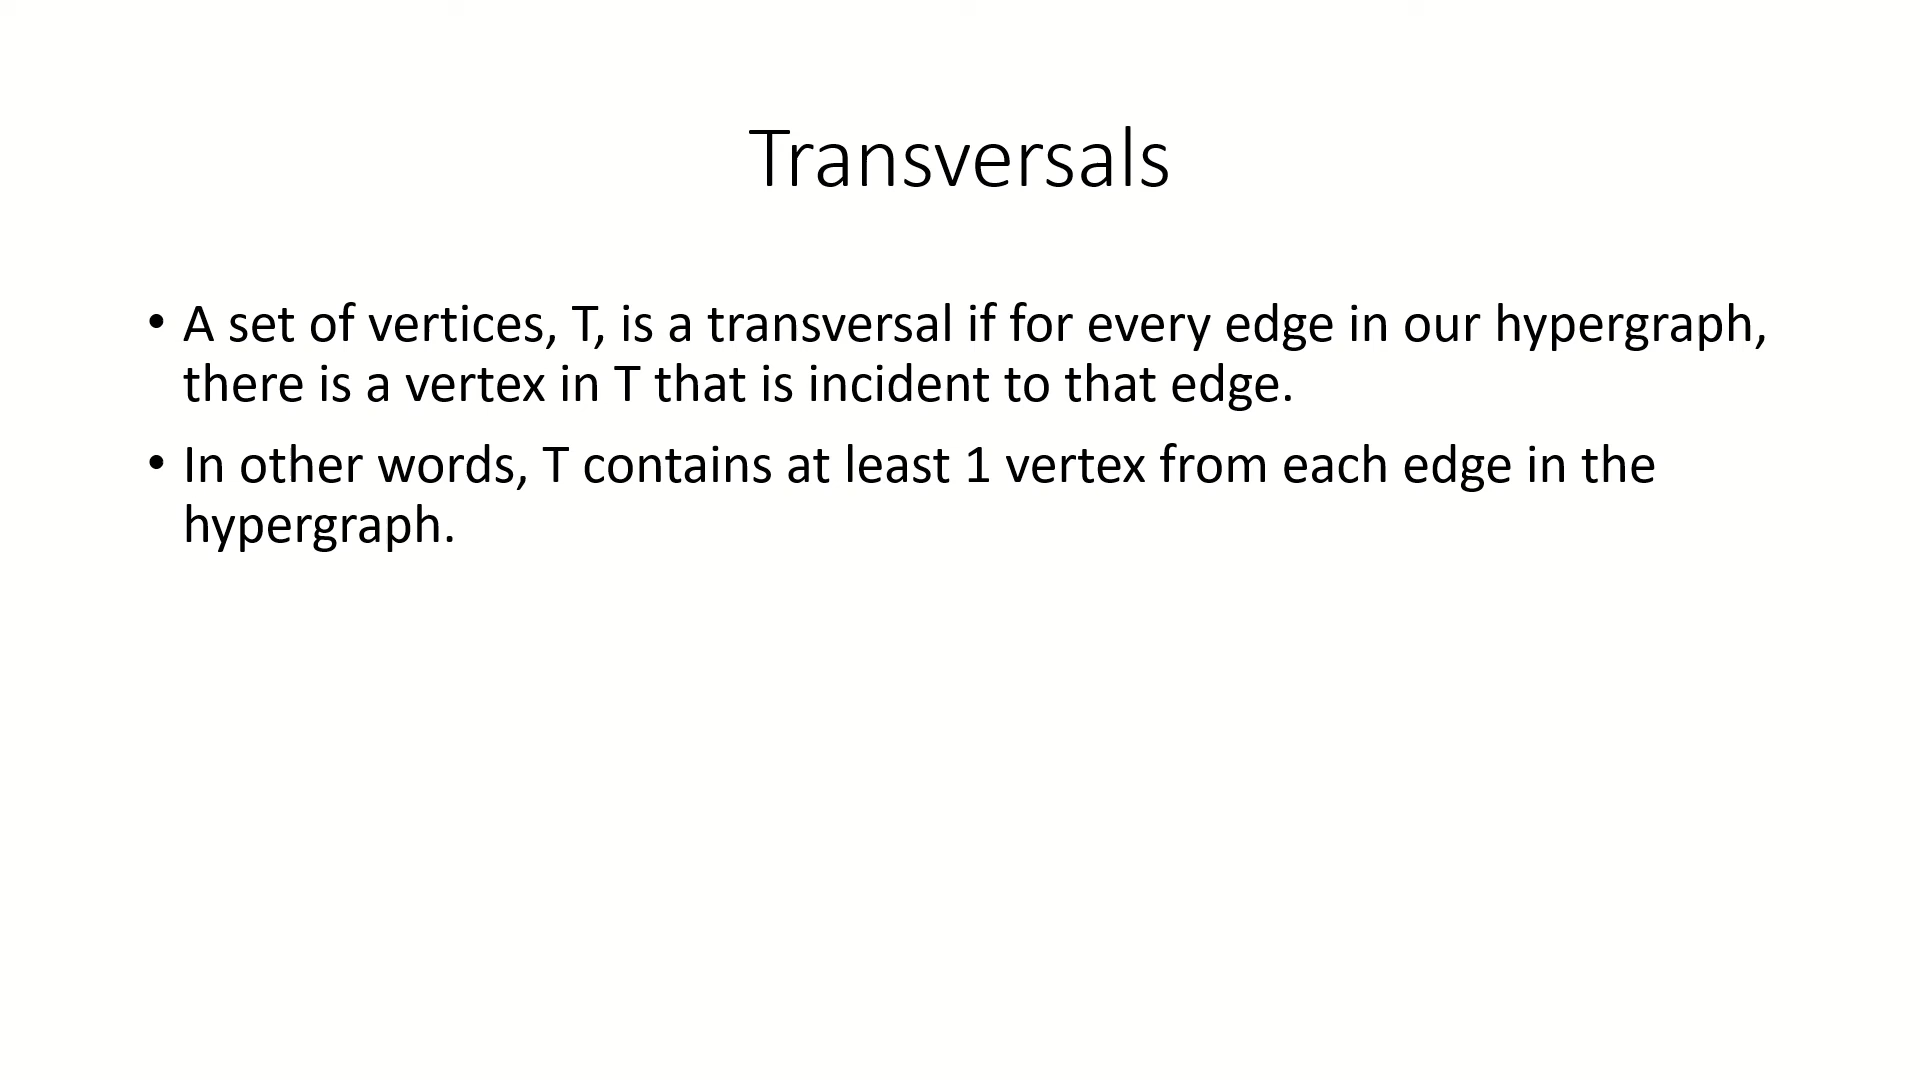 Transversals
• A set of vertices, T, is a transversal if for every edge in our hypergraph,
there is a vertex in T that is incident to that edge.
• In other words, T contains at least 1 vertex from each edge in the
hypergraph.